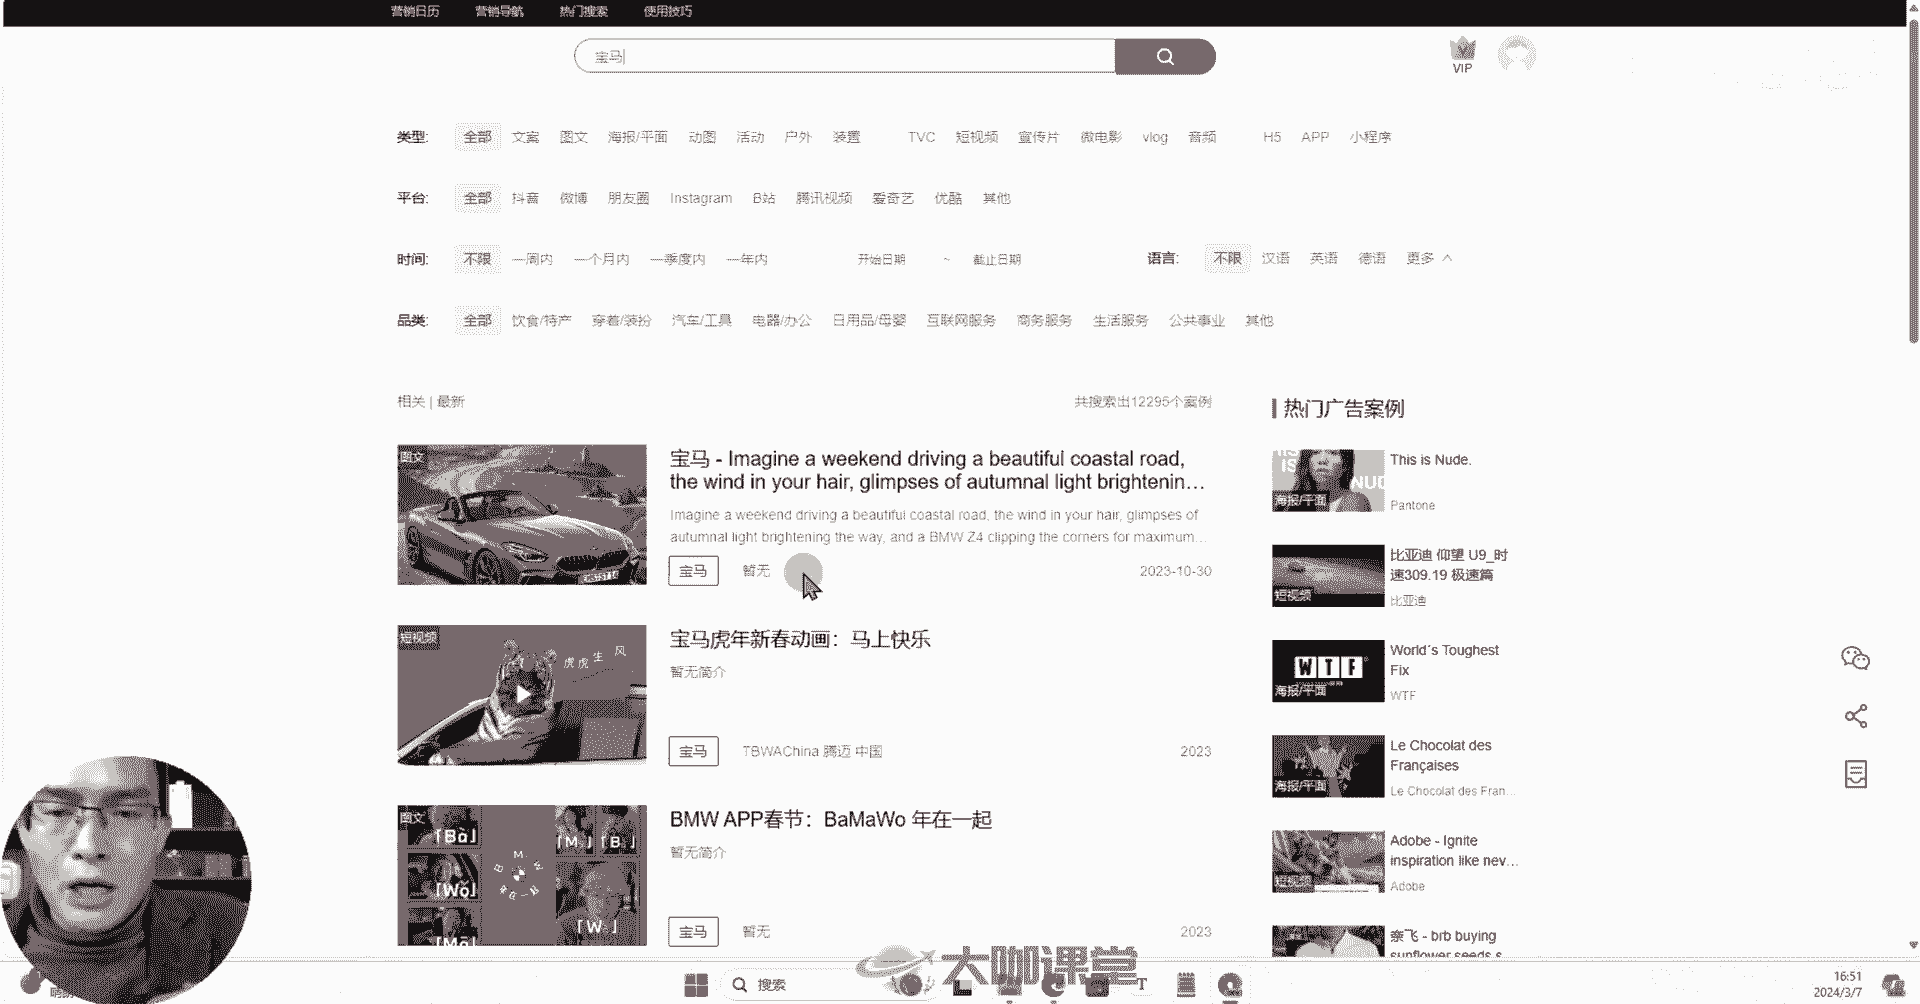 营销日历 营销导航 热门搜索 使用技巧
宝马
VIP
类型: 全部 文案 图文 海报/平面 动图 活动 户外 装置 TVC 短视频 宣传片 微电影 vlog 音频 H5 APP 小程序
平台: 全部 抖音 微博 朋友圈 Instagram B站 腾讯视频 爱奇艺 优酷 其他
时间: 不限 一周内 一个月内 一季度内 一年内 开始日期 ~ 截止日期 语言: 不限 汉语 英语 德语 更多
品类: 全部 饮食/特产 穿着/装扮 汽车/工具 电器/办公 日用品/母婴 互联网服务 商务服务 生活服务 公共事业 其他
相关 | 最新 共搜索出12295个案例
图文
宝马 - Imagine a weekend driving a beautiful coastal road,
the wind in your hair, glimpses of autumnal light brightenin...
Imagine a weekend driving a beautiful coastal road, the wind in your hair, glimpses of
autumnal light brightening the way, and a BMW Z4 clipping the corners for maximum...
宝马 暂无 2023-10-30
短视频
虎虎生风
宝马虎年新春动画：马上快乐
暂无简介
宝马 TBWAChina 腾迈 中国 2023
图文
「Bǎ」 「M」「B」
「Wǒ」
「Mǎ」 「W」
BMW APP春节：BaMaWo 年在一起
暂无简介
宝马 暂无 2023
热门广告案例
海报/平面
This is Nude.
Pantone
短视频
比亚迪 仰望 U9_时
速309.19 极速篇
比亚迪
WTF
海报/平面
World´s Toughest
Fix
WTF
海报/平面
Le Chocolat des
Françaises
Le Chocolat des Fran...
短视频
Adobe - Ignite
inspiration like nev...
Adobe
奈飞 - brb buying
sunflower seeds s
大咖课堂
搜索
16:51
2024/3/7